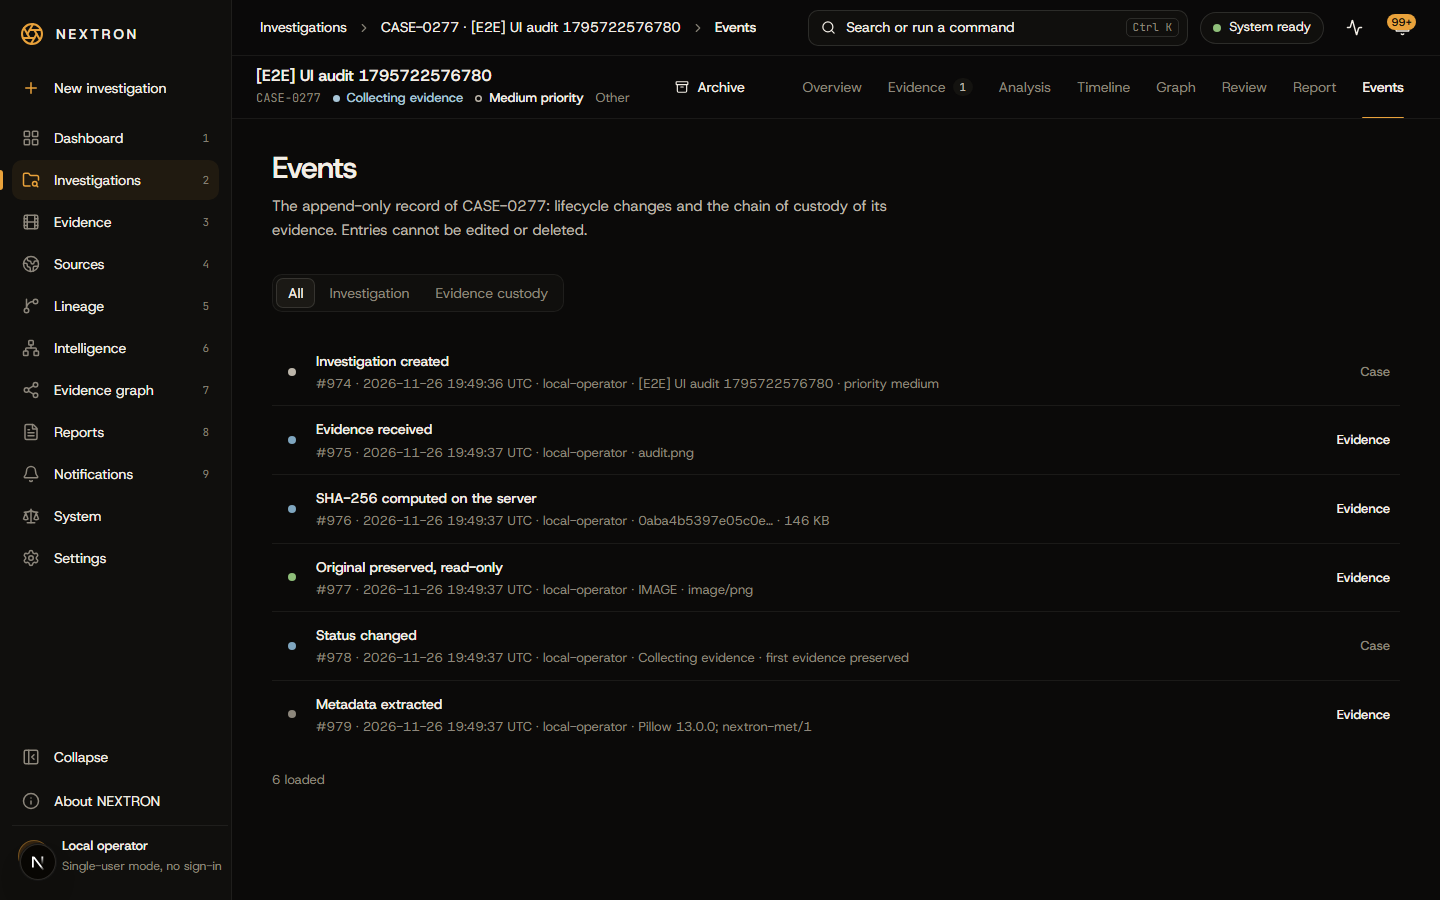 NEXTRON
New investigation
Dashboard 1
Investigations 2
Evidence 3
Sources 4
Lineage 5
Intelligence 6
Evidence graph 7
Reports 8
Notifications 9
System
Settings
Collapse
About NEXTRON
N
Local operator
Single-user mode, no sign-in
Investigations > CASE-0277 · [E2E] UI audit 1795722576780 > Events
Search or run a command Ctrl K
System ready
99+
[E2E] UI audit 1795722576780
CASE-0277 Collecting evidence Medium priority Other
Archive
Overview Evidence 1 Analysis Timeline Graph Review Report Events
Events
The append-only record of CASE-0277: lifecycle changes and the chain of custody of its
evidence. Entries cannot be edited or deleted.
All Investigation Evidence custody
Investigation created
#974 · 2026-11-26 19:49:36 UTC · local-operator · [E2E] UI audit 1795722576780 · priority medium
Case
Evidence received
#975 · 2026-11-26 19:49:37 UTC · local-operator · audit.png
Evidence
SHA-256 computed on the server
#976 · 2026-11-26 19:49:37 UTC · local-operator · 0aba4b5397e05c0e… · 146 KB
Evidence
Original preserved, read-only
#977 · 2026-11-26 19:49:37 UTC · local-operator · IMAGE · image/png
Evidence
Status changed
#978 · 2026-11-26 19:49:37 UTC · local-operator · Collecting evidence · first evidence preserved
Case
Metadata extracted
#979 · 2026-11-26 19:49:37 UTC · local-operator · Pillow 13.0.0; nextron-met/1
Evidence
6 loaded